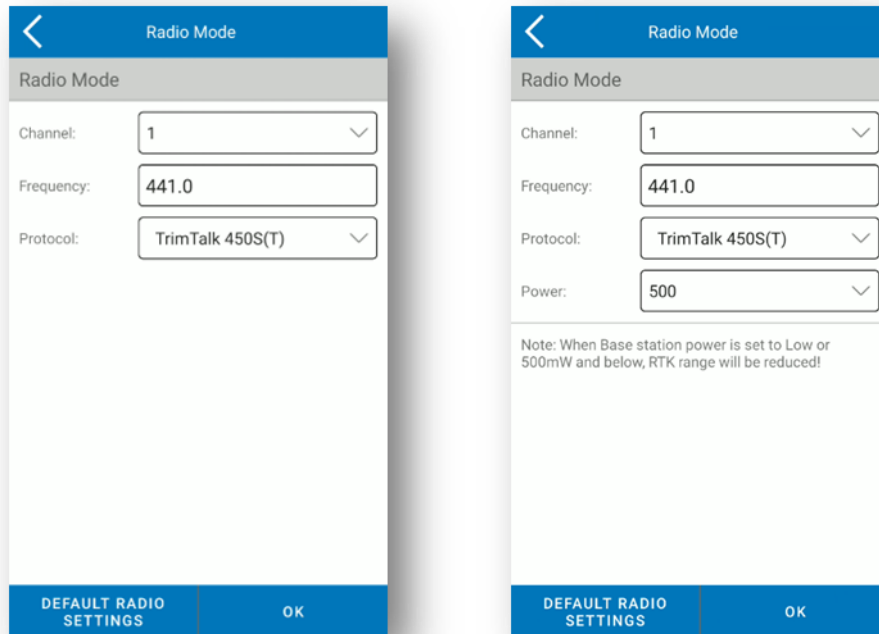 Radio Mode
Radio Mode
Channel:
1
Frequency:
441.0
Protocol:
TrimTalk 450S(T)
DEFAULT RADIO
SETTINGS
OK
Radio Mode
Radio Mode
Channel:
1
Frequency:
441.0
Protocol:
TrimTalk 450S(T)
Power:
500
Note: When Base station power is set to Low or
500mW and below, RTK range will be reduced!
DEFAULT RADIO
SETTINGS
OK